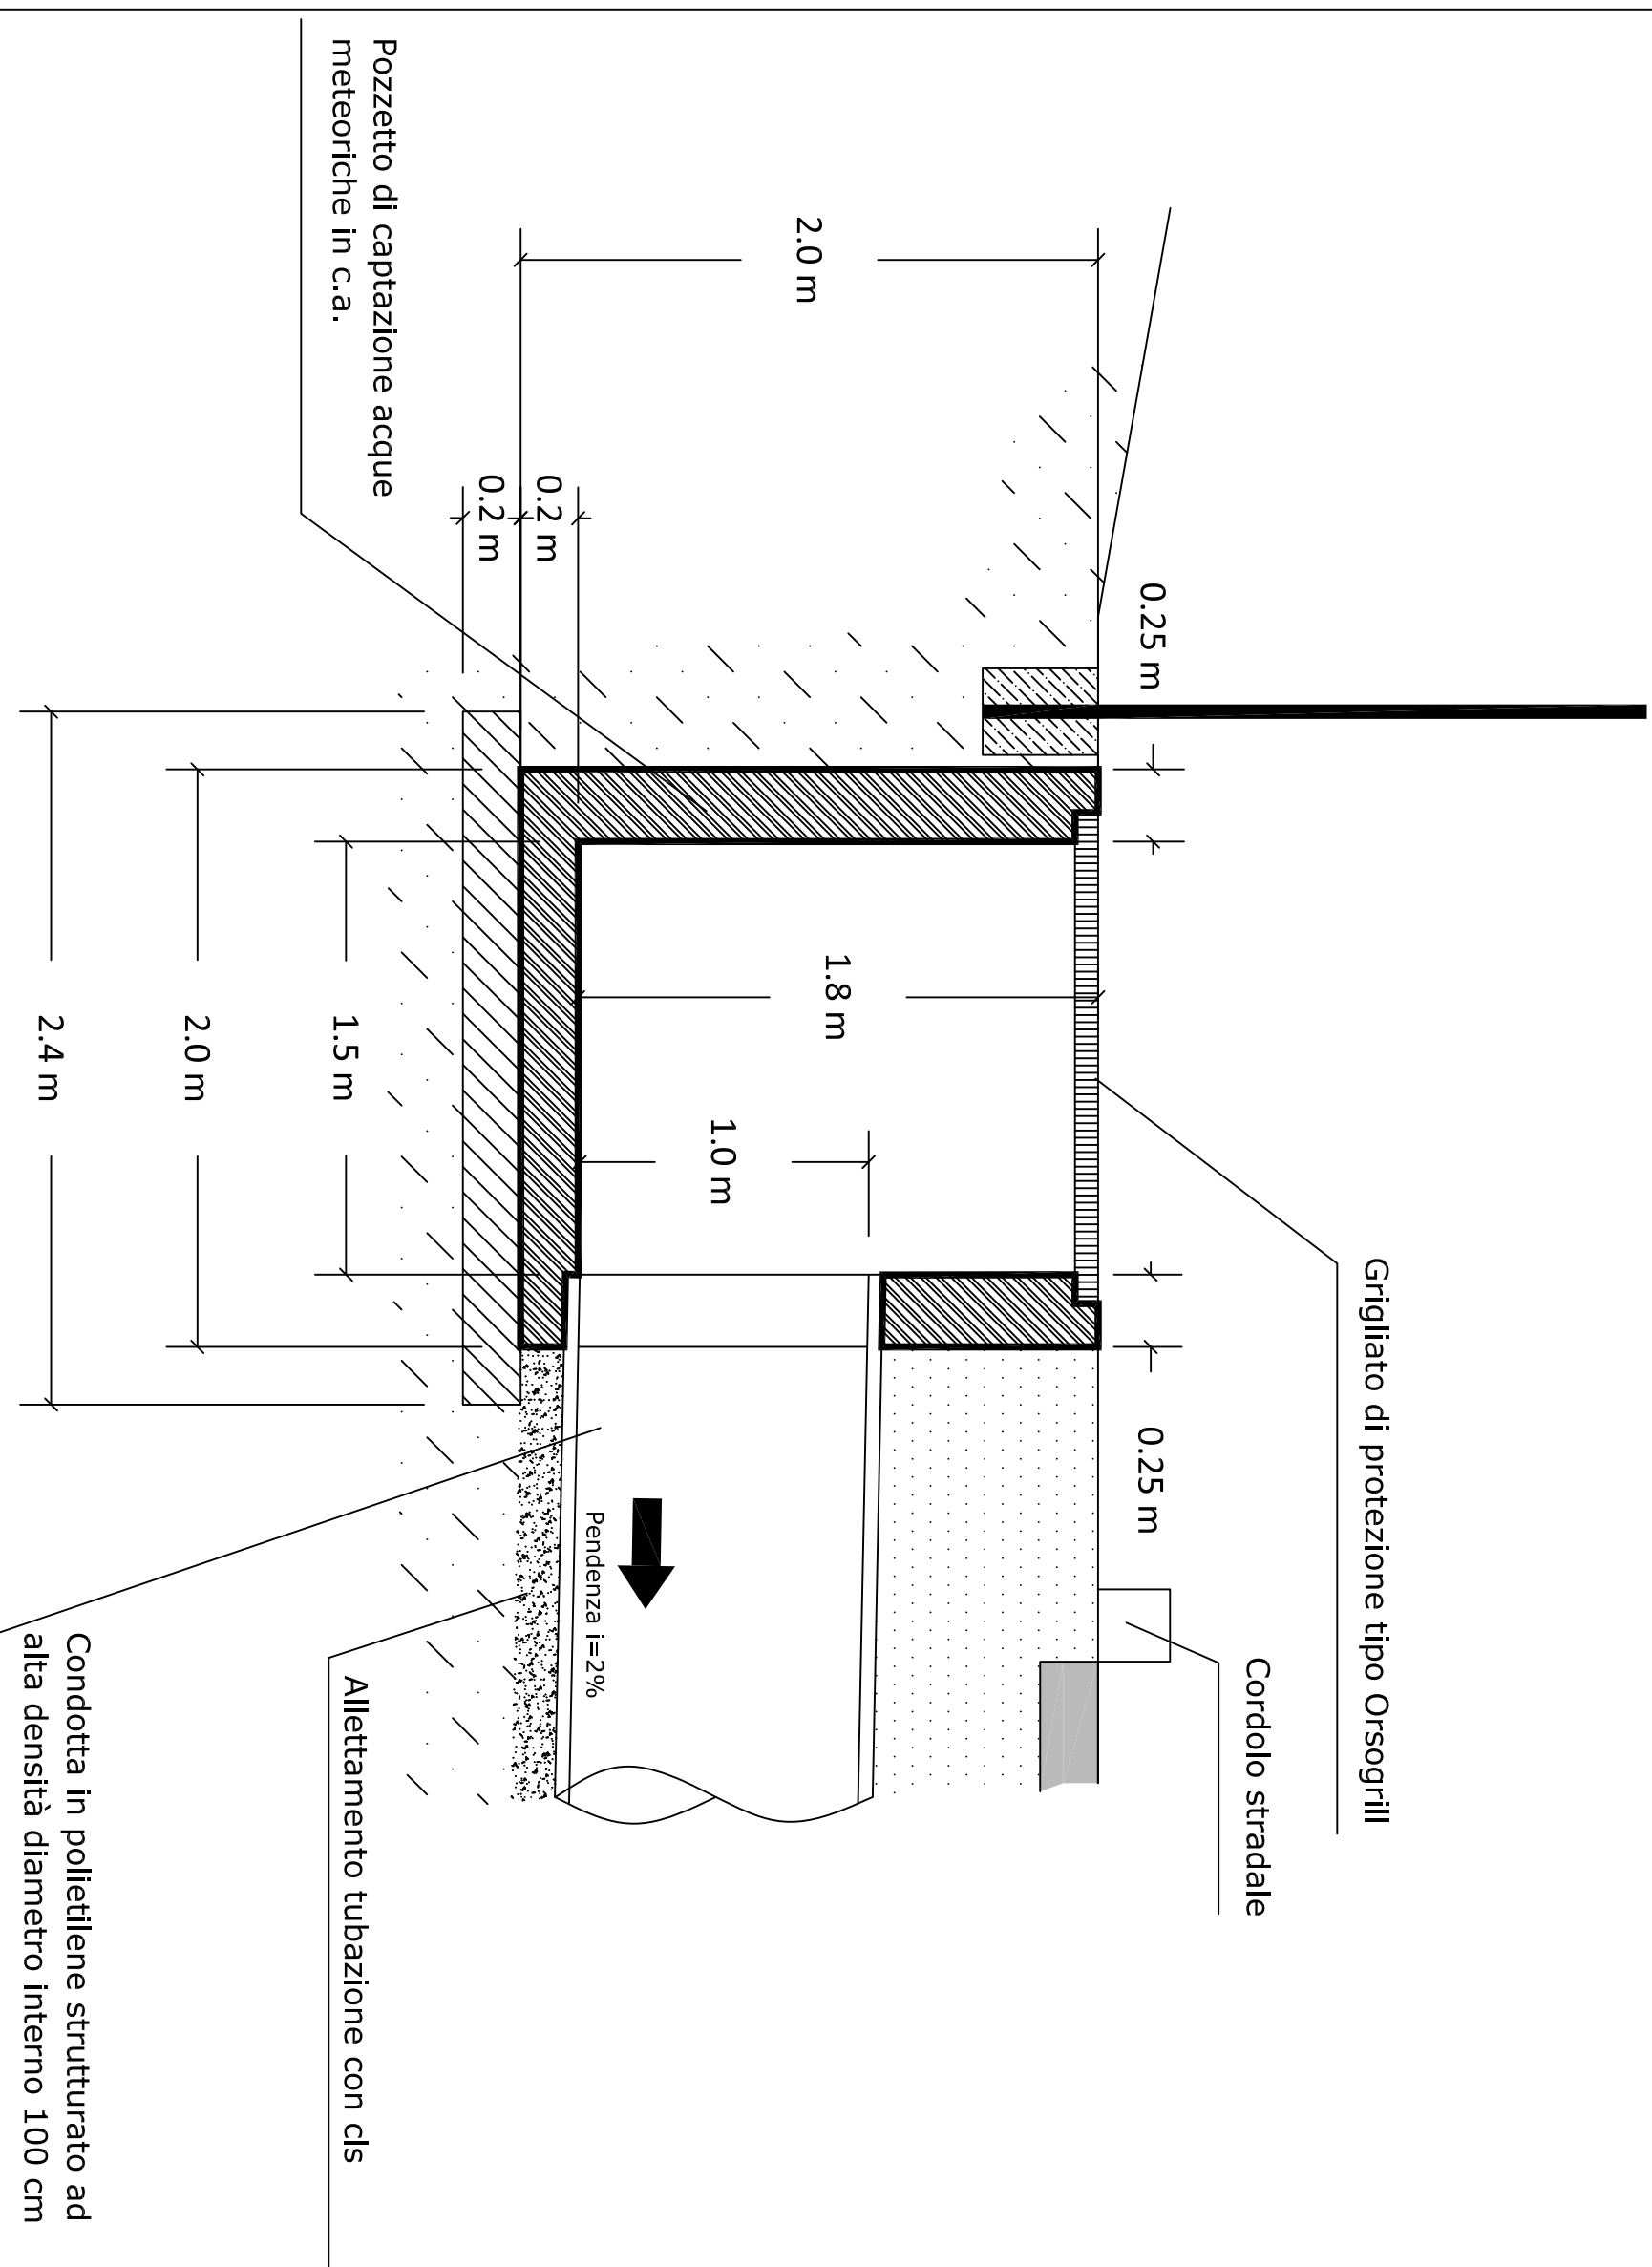 Grigliato di protezione tipo Orsogrill
Cordolo stradale
0.25 m
0.25 m
2.0 m
1.8 m
1.0 m
Pendenza i=2%
0.2 m
0.2 m
Pozzetto di captazione acque
meteoriche in c.a.
1.5 m
2.0 m
2.4 m
Allettamento tubazione con cls
Condotta in polietilene strutturato ad
alta densità diametro interno 100 cm